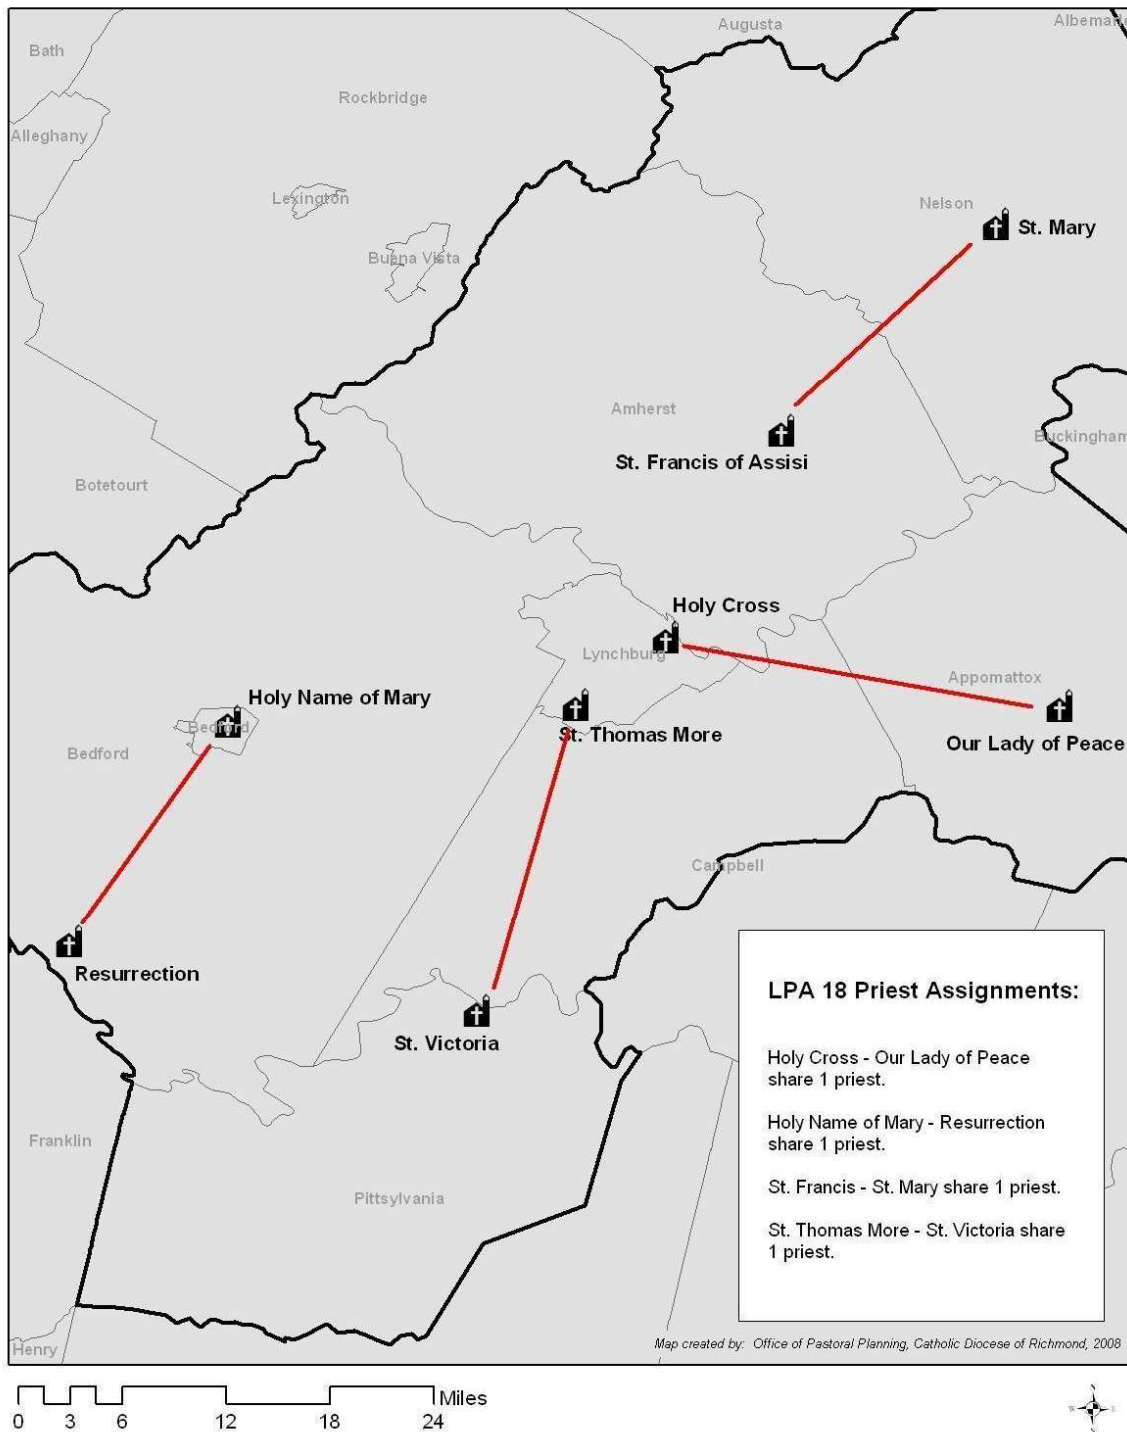 Augusta
Albemarle
Bath
Rockbridge
Alleghany
Lexington
Nelson
St. Mary
Buena Vista
Amherst
Buckingham
St. Francis of Assisi
Botetourt
Holy Cross
Lynchburg
Appomattox
Holy Name of Mary
Bedford
St. Thomas More
Our Lady of Peace
Bedford
Campbell
Resurrection
St. Victoria
LPA 18 Priest Assignments:
Holy Cross - Our Lady of Peace
share 1 priest.
Holy Name of Mary - Resurrection
share 1 priest.
St. Francis - St. Mary share 1 priest.
St. Thomas More - St. Victoria share
1 priest.
Franklin
Pittsylvania
Henry
Map created by: Office of Pastoral Planning, Catholic Diocese of Richmond, 2008
Miles
0 3 6 12 18 24
N
W E
S